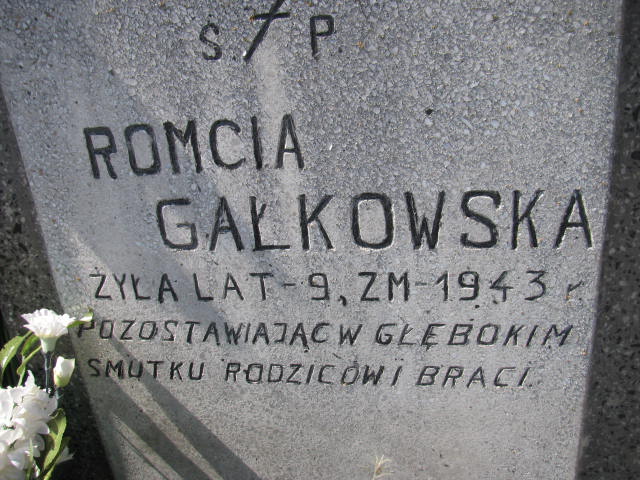 Ś. † P.
ROMCIA
GAŁKOWSKA
ŻYŁA LAT - 9, ZM - 1943 r.
POZOSTAWIAJĄC W GŁĘBOKIM
SMUTKU RODZICÓW I BRACI.